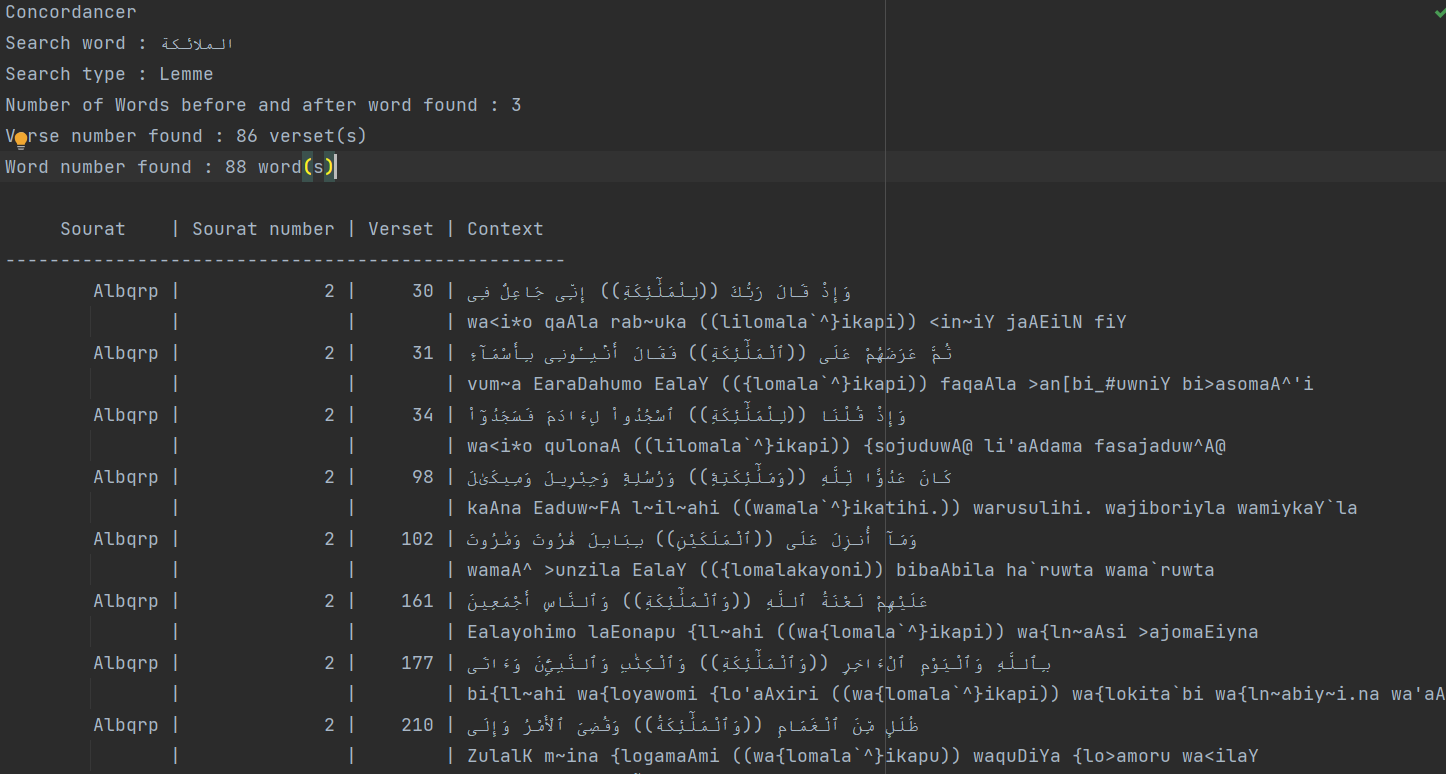 Concordancer
Search word : الملائكة
Search type : Lemme
Number of Words before and after word found : 3
Verse number found : 86 verset(s)
Word number found : 88 word(s)
Sourat | Sourat number | Verset | Context
--------------------------------------------------
Albqrp | 2 | 30 | وَإِذْ قَالَ رَبُّكَ ((لِلْمَلَٰٓئِكَةِ)) إِنِّى جَاعِلٌ فِى
| | | wa<i*o qaAla rab~uka ((lilomala`^}ikapi)) <in~iY jaAEilN fiY
Albqrp | 2 | 31 | ثُمَّ عَرَضَهُمْ عَلَى ((ٱلْمَلَٰٓئِكَةِ)) فَقَالَ أَنۢبِـُٔونِى بِأَسْمَآءِ
| | | vum~a EaraDahumo EalaY (({lomala`^}ikapi)) faqaAla >an[bi_#uwniY bi>asomaA^'i
Albqrp | 2 | 34 | وَإِذْ قُلْنَا ((لِلْمَلَٰٓئِكَةِ)) ٱسْجُدُوا۟ لِءَادَمَ فَسَجَدُوٓا۟
| | | wa<i*o qulonaA ((lilomala`^}ikapi)) {sojuduwA@ li'aAdama fasajaduw^A@
Albqrp | 2 | 98 | كَانَ عَدُوًّا لِّلَّهِ ((وَمَلَٰٓئِكَتِهِۦ)) وَرُسُلِهِۦ وَجِبْرِيلَ وَمِيكَىٰلَ
| | | kaAna Eaduw~FA l~il~ahi ((wamala`^}ikatihi.)) warusulihi. wajiboriyla wamiykaY`la
Albqrp | 2 | 102 | وَمَآ أُنزِلَ عَلَى ((ٱلْمَلَكَيْنِ)) بِبَابِلَ هَٰرُوتَ وَمَٰرُوتَ
| | | wamaA^ >unzila EalaY (({lomalakayoni)) bibaAbila ha`ruwta wama`ruwta
Albqrp | 2 | 161 | عَلَيْهِمْ لَعْنَةُ ٱللَّهِ ((وَٱلْمَلَٰٓئِكَةِ)) وَٱلنَّاسِ أَجْمَعِينَ
| | | Ealayohimo laEonapu {ll~ahi ((wa{lomala`^}ikapi)) wa{ln~aAsi >ajomaEiyna
Albqrp | 2 | 177 | بِٱللَّهِ وَٱلْيَوْمِ ٱلْءَاخِرِ ((وَٱلْمَلَٰٓئِكَةِ)) وَٱلْكِتَٰبِ وَٱلنَّبِيِّۦنَ وَءَاتَى
| | | bi{ll~ahi wa{loyawomi {lo'aAxiri ((wa{lomala`^}ikapi)) wa{lokita`bi wa{ln~abiy~i.na wa'aA
Albqrp | 2 | 210 | ظُلَلٍ مِّنَ ٱلْغَمَامِ ((وَٱلْمَلَٰٓئِكَةُ)) وَقُضِىَ ٱلْأَمْرُ وَإِلَى
| | | ZulalK m~ina {logamaAmi ((wa{lomala`^}ikapu)) waquDiYa {lo>amoru wa<ilaY